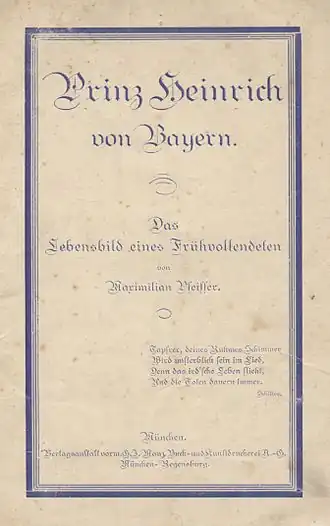 Prinz Heinrich
von Bayern.
Das
Lebensbild eines Frühvollendeten
von
Maximilian Pfeiffer.
Tapfrer, deines Ruhmes Schimmer
Wird unsterblich sein im Lied,
Denn das ird'sche Leben flieht,
Und die Toten dauern immer.
Schiller.
München.
Verlagsanstalt vorm. G. J. Manz, Buch- und Kunstdruckerei A.-G.
München-Regensburg.